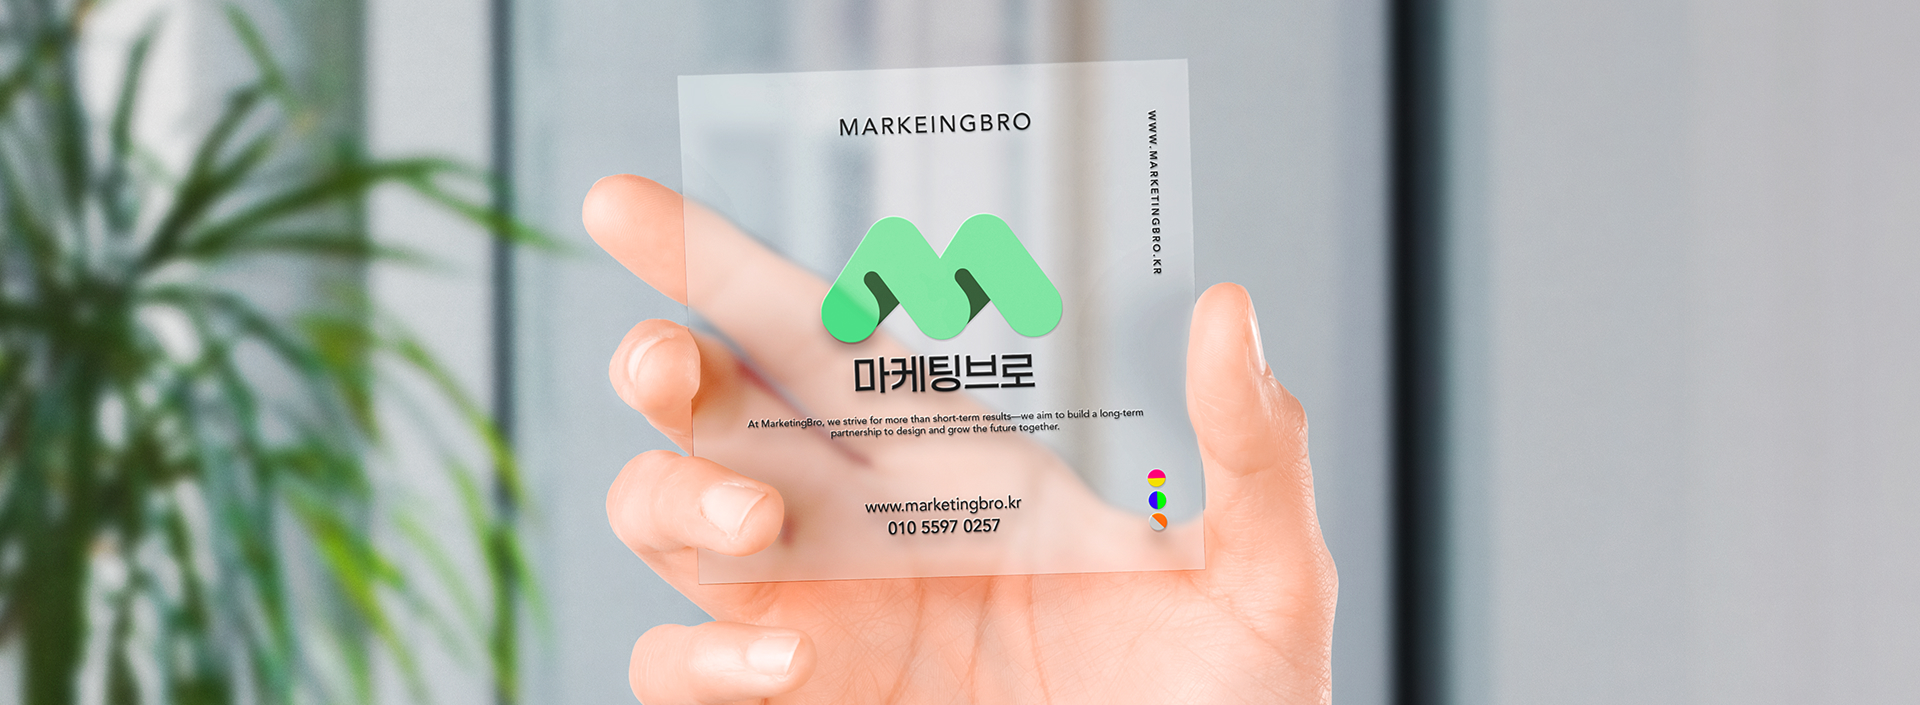 MARKEINGBRO
WWW.MARKETINGBRO.KR
마케팅브로
At MarketingBro, we strive for more than short-term results—we aim to build a long-term
partnership to design and grow the future together.
www.marketingbro.kr
010 5597 0257